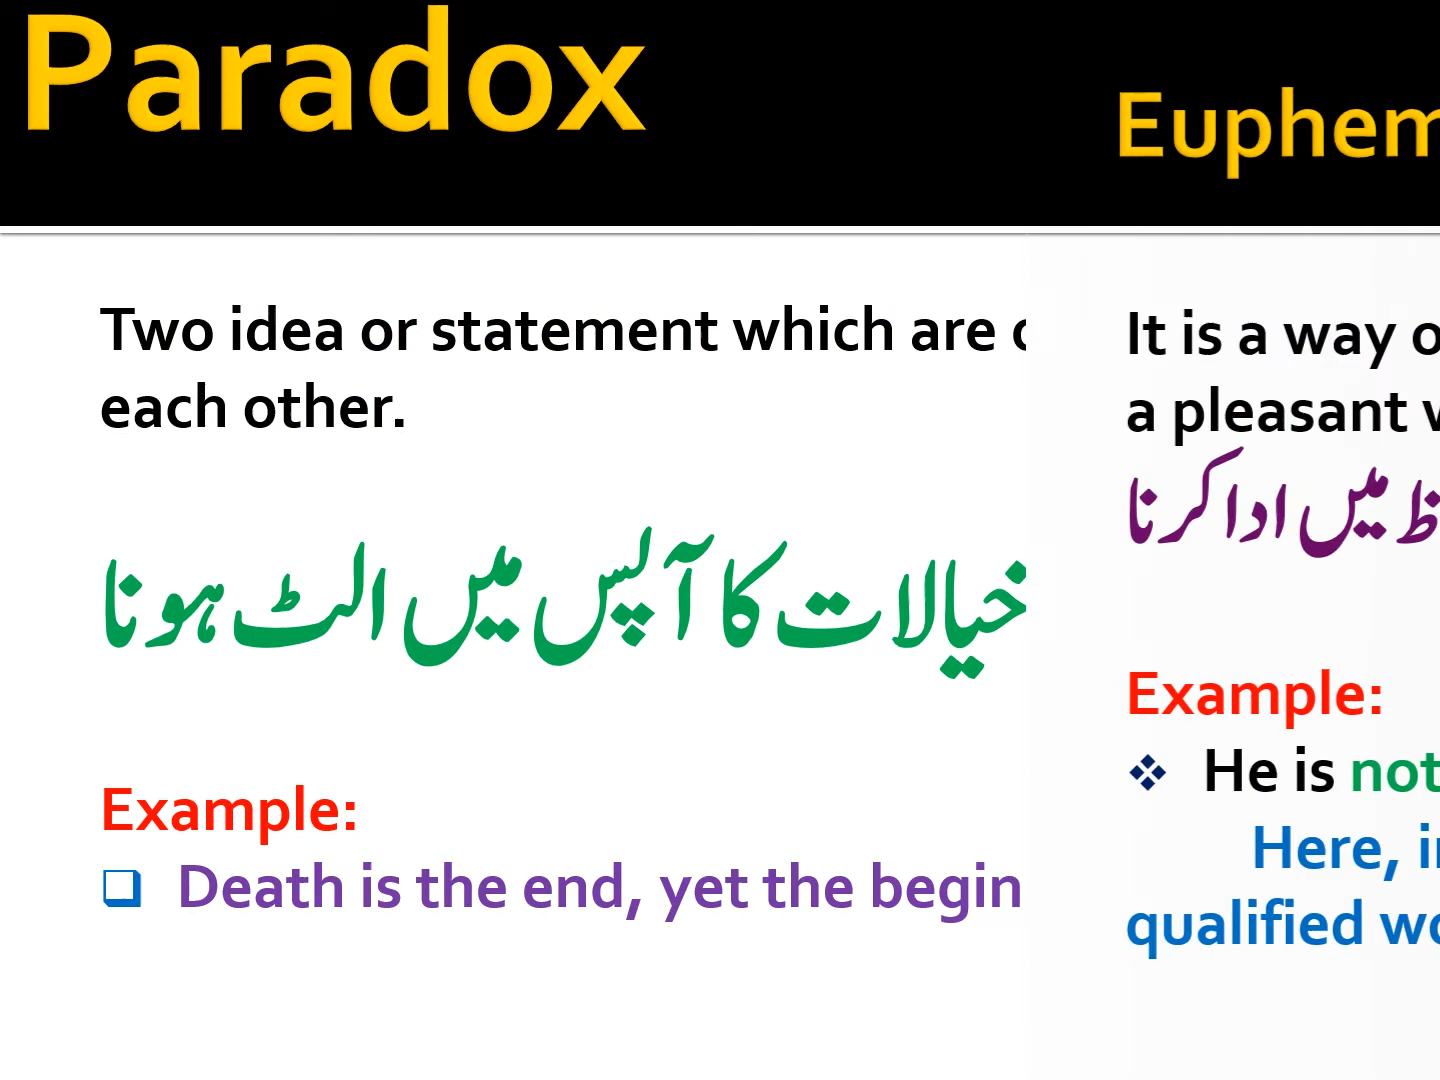 Paradox
Two idea or statement which are
each other.
خیالات کا آپس میں الٹ ہونا
Example:
❑ Death is the end, yet the begin
Euphem
It is a way o
a pleasant
میں ادا کرنا
Example:
❖ He is not
Here, i
qualified wo